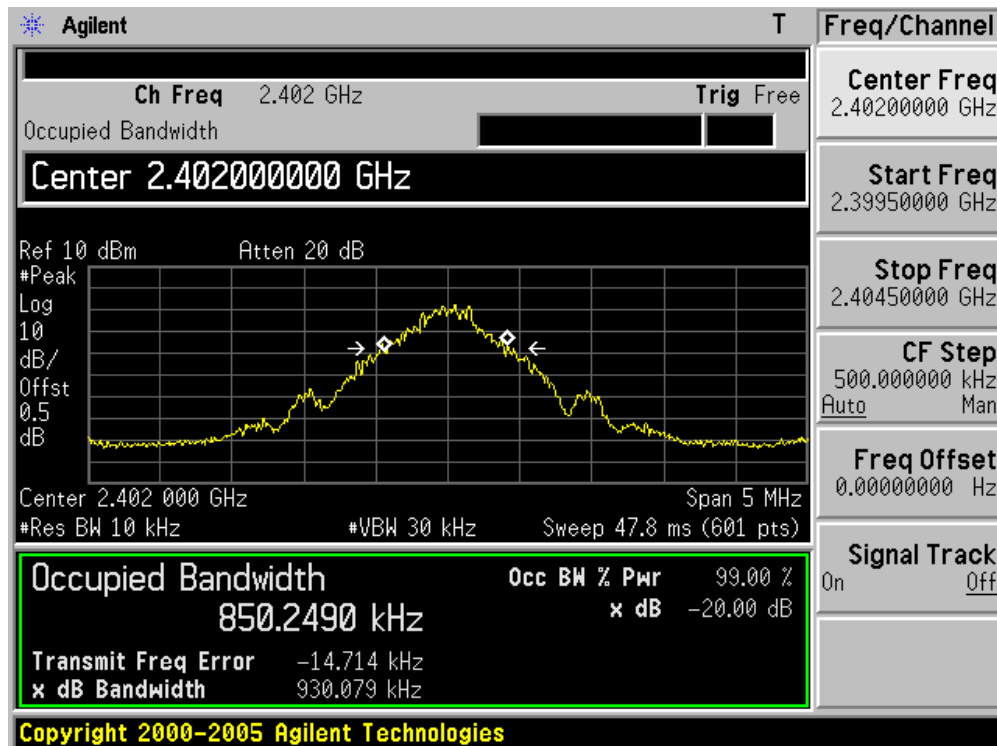 Agilent T Freq/Channel
Ch Freq 2.402 GHz Trig Free
Occupied Bandwidth
Center 2.402000000 GHz
Ref 10 dBm Atten 20 dB
#Peak
Log
10
dB/
Offst
0.5
dB
Center 2.402 000 GHz Span 5 MHz
#Res BW 10 kHz #VBW 30 kHz Sweep 47.8 ms (601 pts)
Occupied Bandwidth Occ BW % Pwr 99.00 %
850.2490 kHz x dB -20.00 dB
Transmit Freq Error -14.714 kHz
x dB Bandwidth 930.079 kHz
Copyright 2000-2005 Agilent Technologies
Center Freq
2.40200000 GHz
Start Freq
2.39950000 GHz
Stop Freq
2.40450000 GHz
CF Step
500.000000 kHz
Auto Man
Freq Offset
0.00000000 Hz
Signal Track
On Off